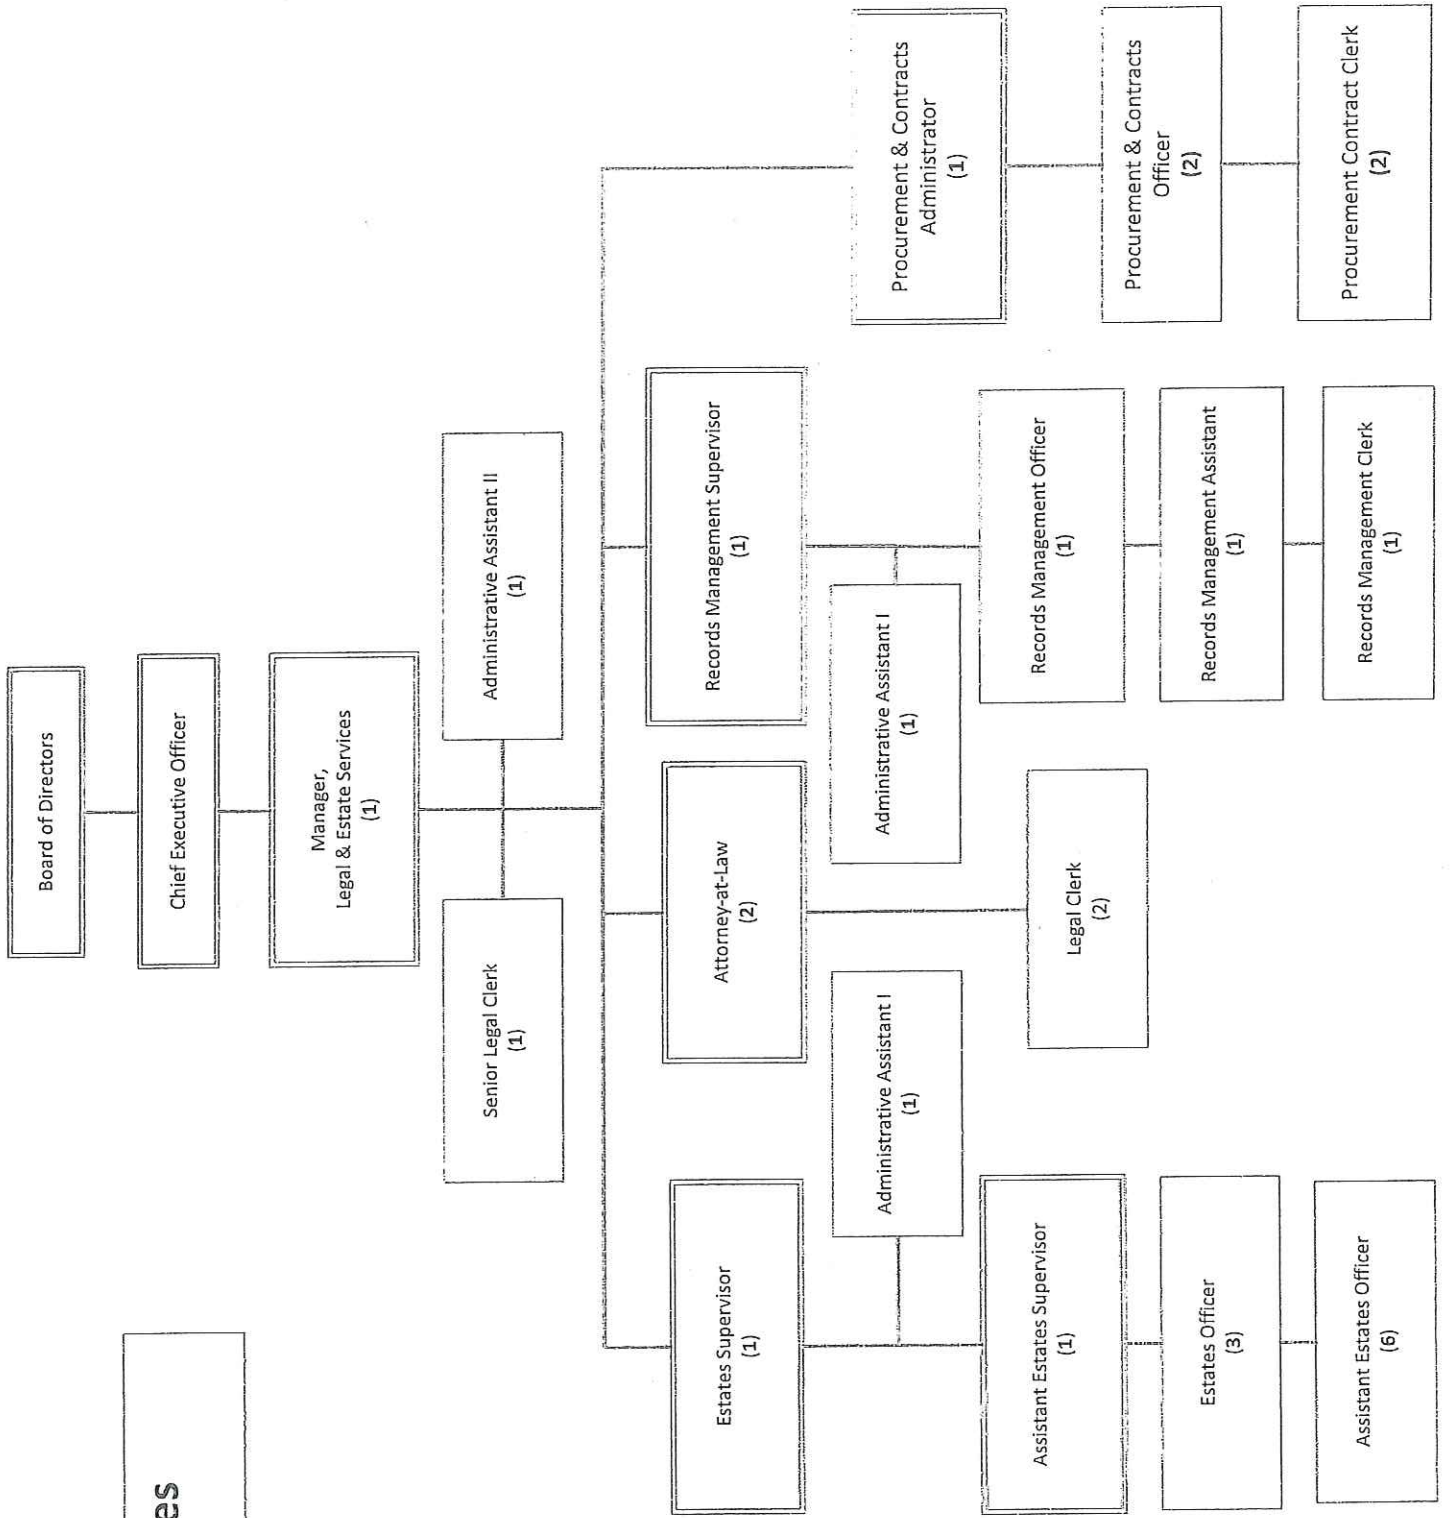 es
Board of Directors
Chief Executive Officer
Manager,
Legal & Estate Services
(1)
Senior Legal Clerk
(1)
Administrative Assistant II
(1)
Estates Supervisor
(1)
Attorney-at-Law
(2)
Records Management Supervisor
(1)
Procurement & Contracts
Administrator
(1)
Administrative Assistant I
(1)
Administrative Assistant I
(1)
Assistant Estates Supervisor
(1)
Legal Clerk
(2)
Records Management Officer
(1)
Procurement & Contracts
Officer
(2)
Estates Officer
(3)
Records Management Assistant
(1)
Assistant Estates Officer
(6)
Records Management Clerk
(1)
Procurement Contract Clerk
(2)